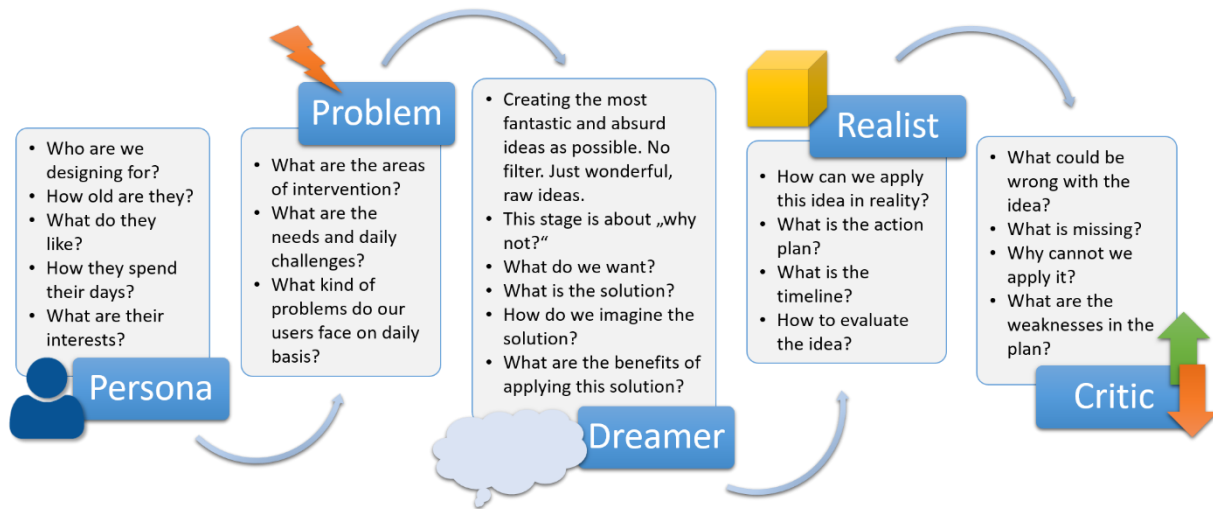 Persona
• Who are we
designing for?
• How old are they?
• What do they
like?
• How they spend
their days?
• What are their
interests?
Problem
• What are the areas
of intervention?
• What are the
needs and daily
challenges?
• What kind of
problems do our
users face on daily
basis?
• Creating the most
fantastic and absurd
ideas as possible. No
filter. Just wonderful,
raw ideas.
• This stage is about „why
not?“
• What do we want?
• What is the solution?
• How do we imagine the
solution?
• What are the benefits of
applying this solution?
Dreamer
Realist
• How can we apply
this idea in reality?
• What is the action
plan?
• What is the
timeline?
• How to evaluate
the idea?
• What could be
wrong with the
idea?
• What is missing?
• Why cannot we
apply it?
• What are the
weaknesses in the
plan?
Critic